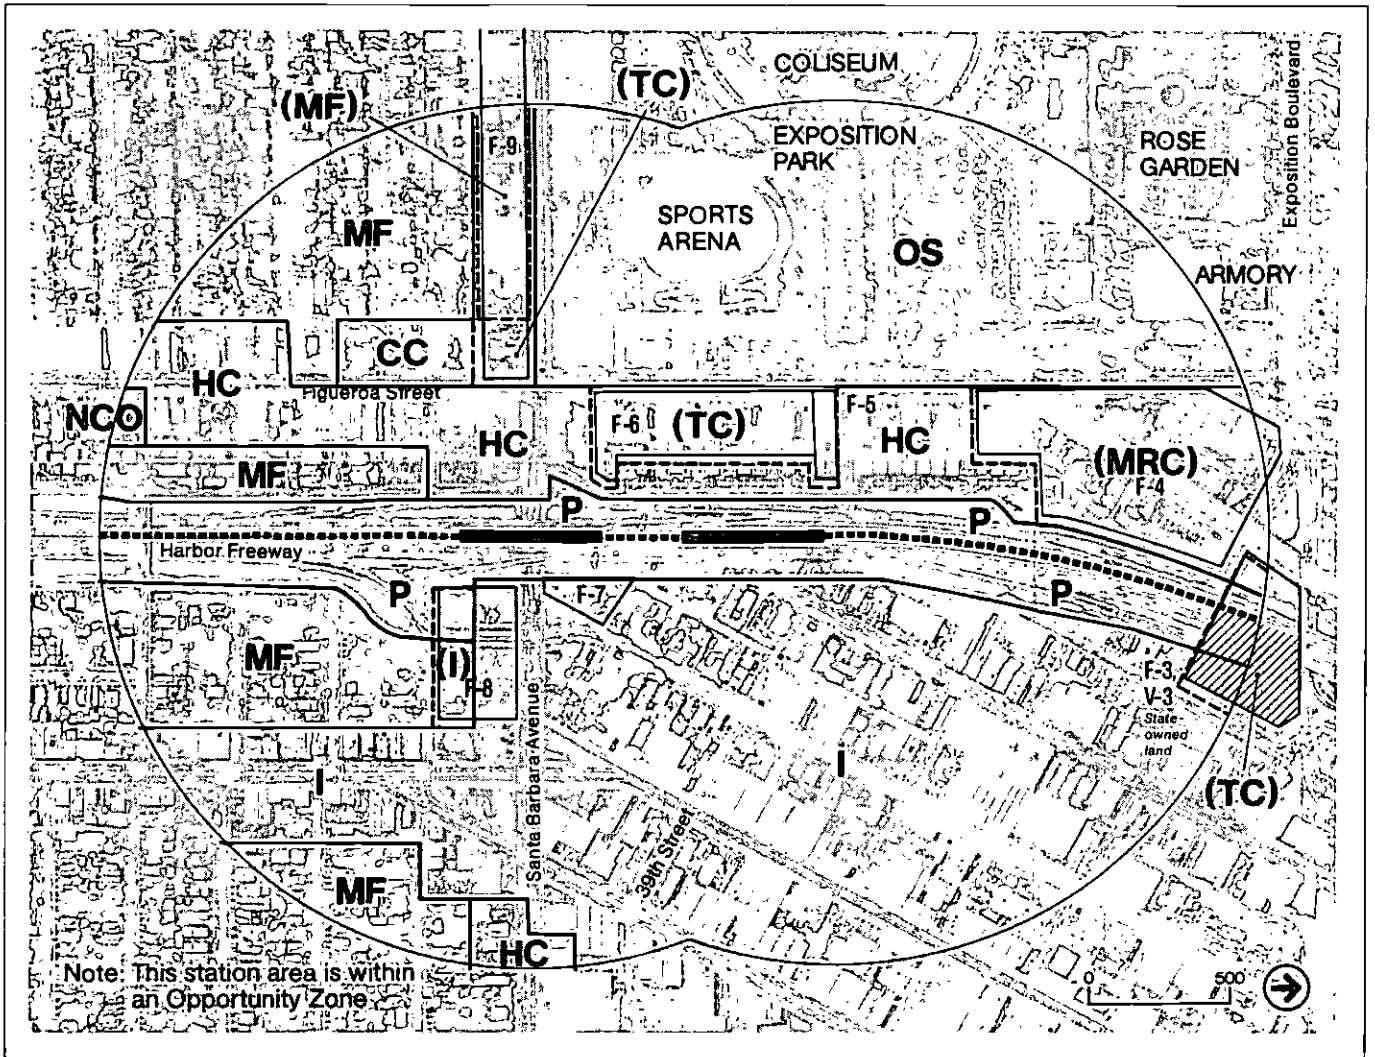 COLISEUM
(TC)
(MF)
EXPOSITION
PARK
F-9
ROSE
GARDEN
Exposition Boulevard
SPORTS
ARENA
MF
OS
ARMORY
CC
HC
Figueroa Street
NCO
F-5
F-6
(TC)
HC
HC
MF
(MRC)
F-4
P
P
Harbor Freeway
P
P
F-7
MF
(I)
F-8
F-3,
V-3
State
owned
land
Santa Barbara Avenue
I
I
(TC)
39th Street
MF
HC
Note: This station area is within
an Opportunity Zone
0 500